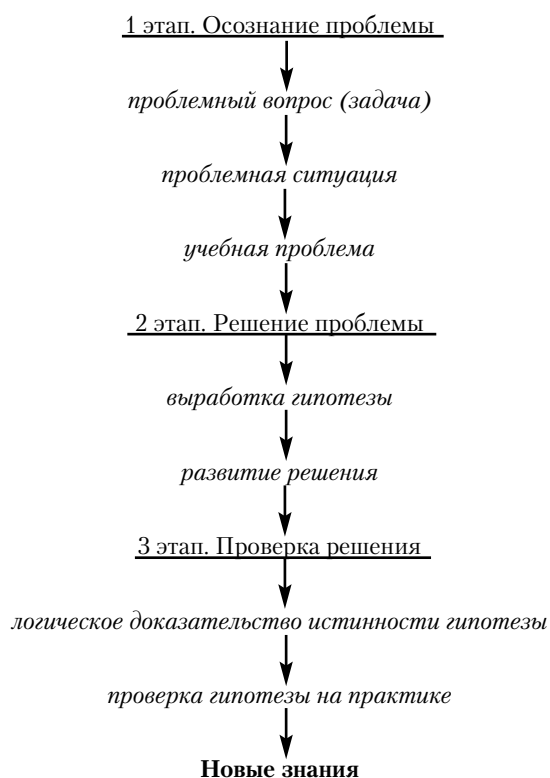 1 этап. Осознание проблемы
проблемный вопрос (задача)
проблемная ситуация
учебная проблема
2 этап. Решение проблемы
выработка гипотезы
развитие решения
3 этап. Проверка решения
логическое доказательство истинности гипотезы
проверка гипотезы на практике
Новые знания